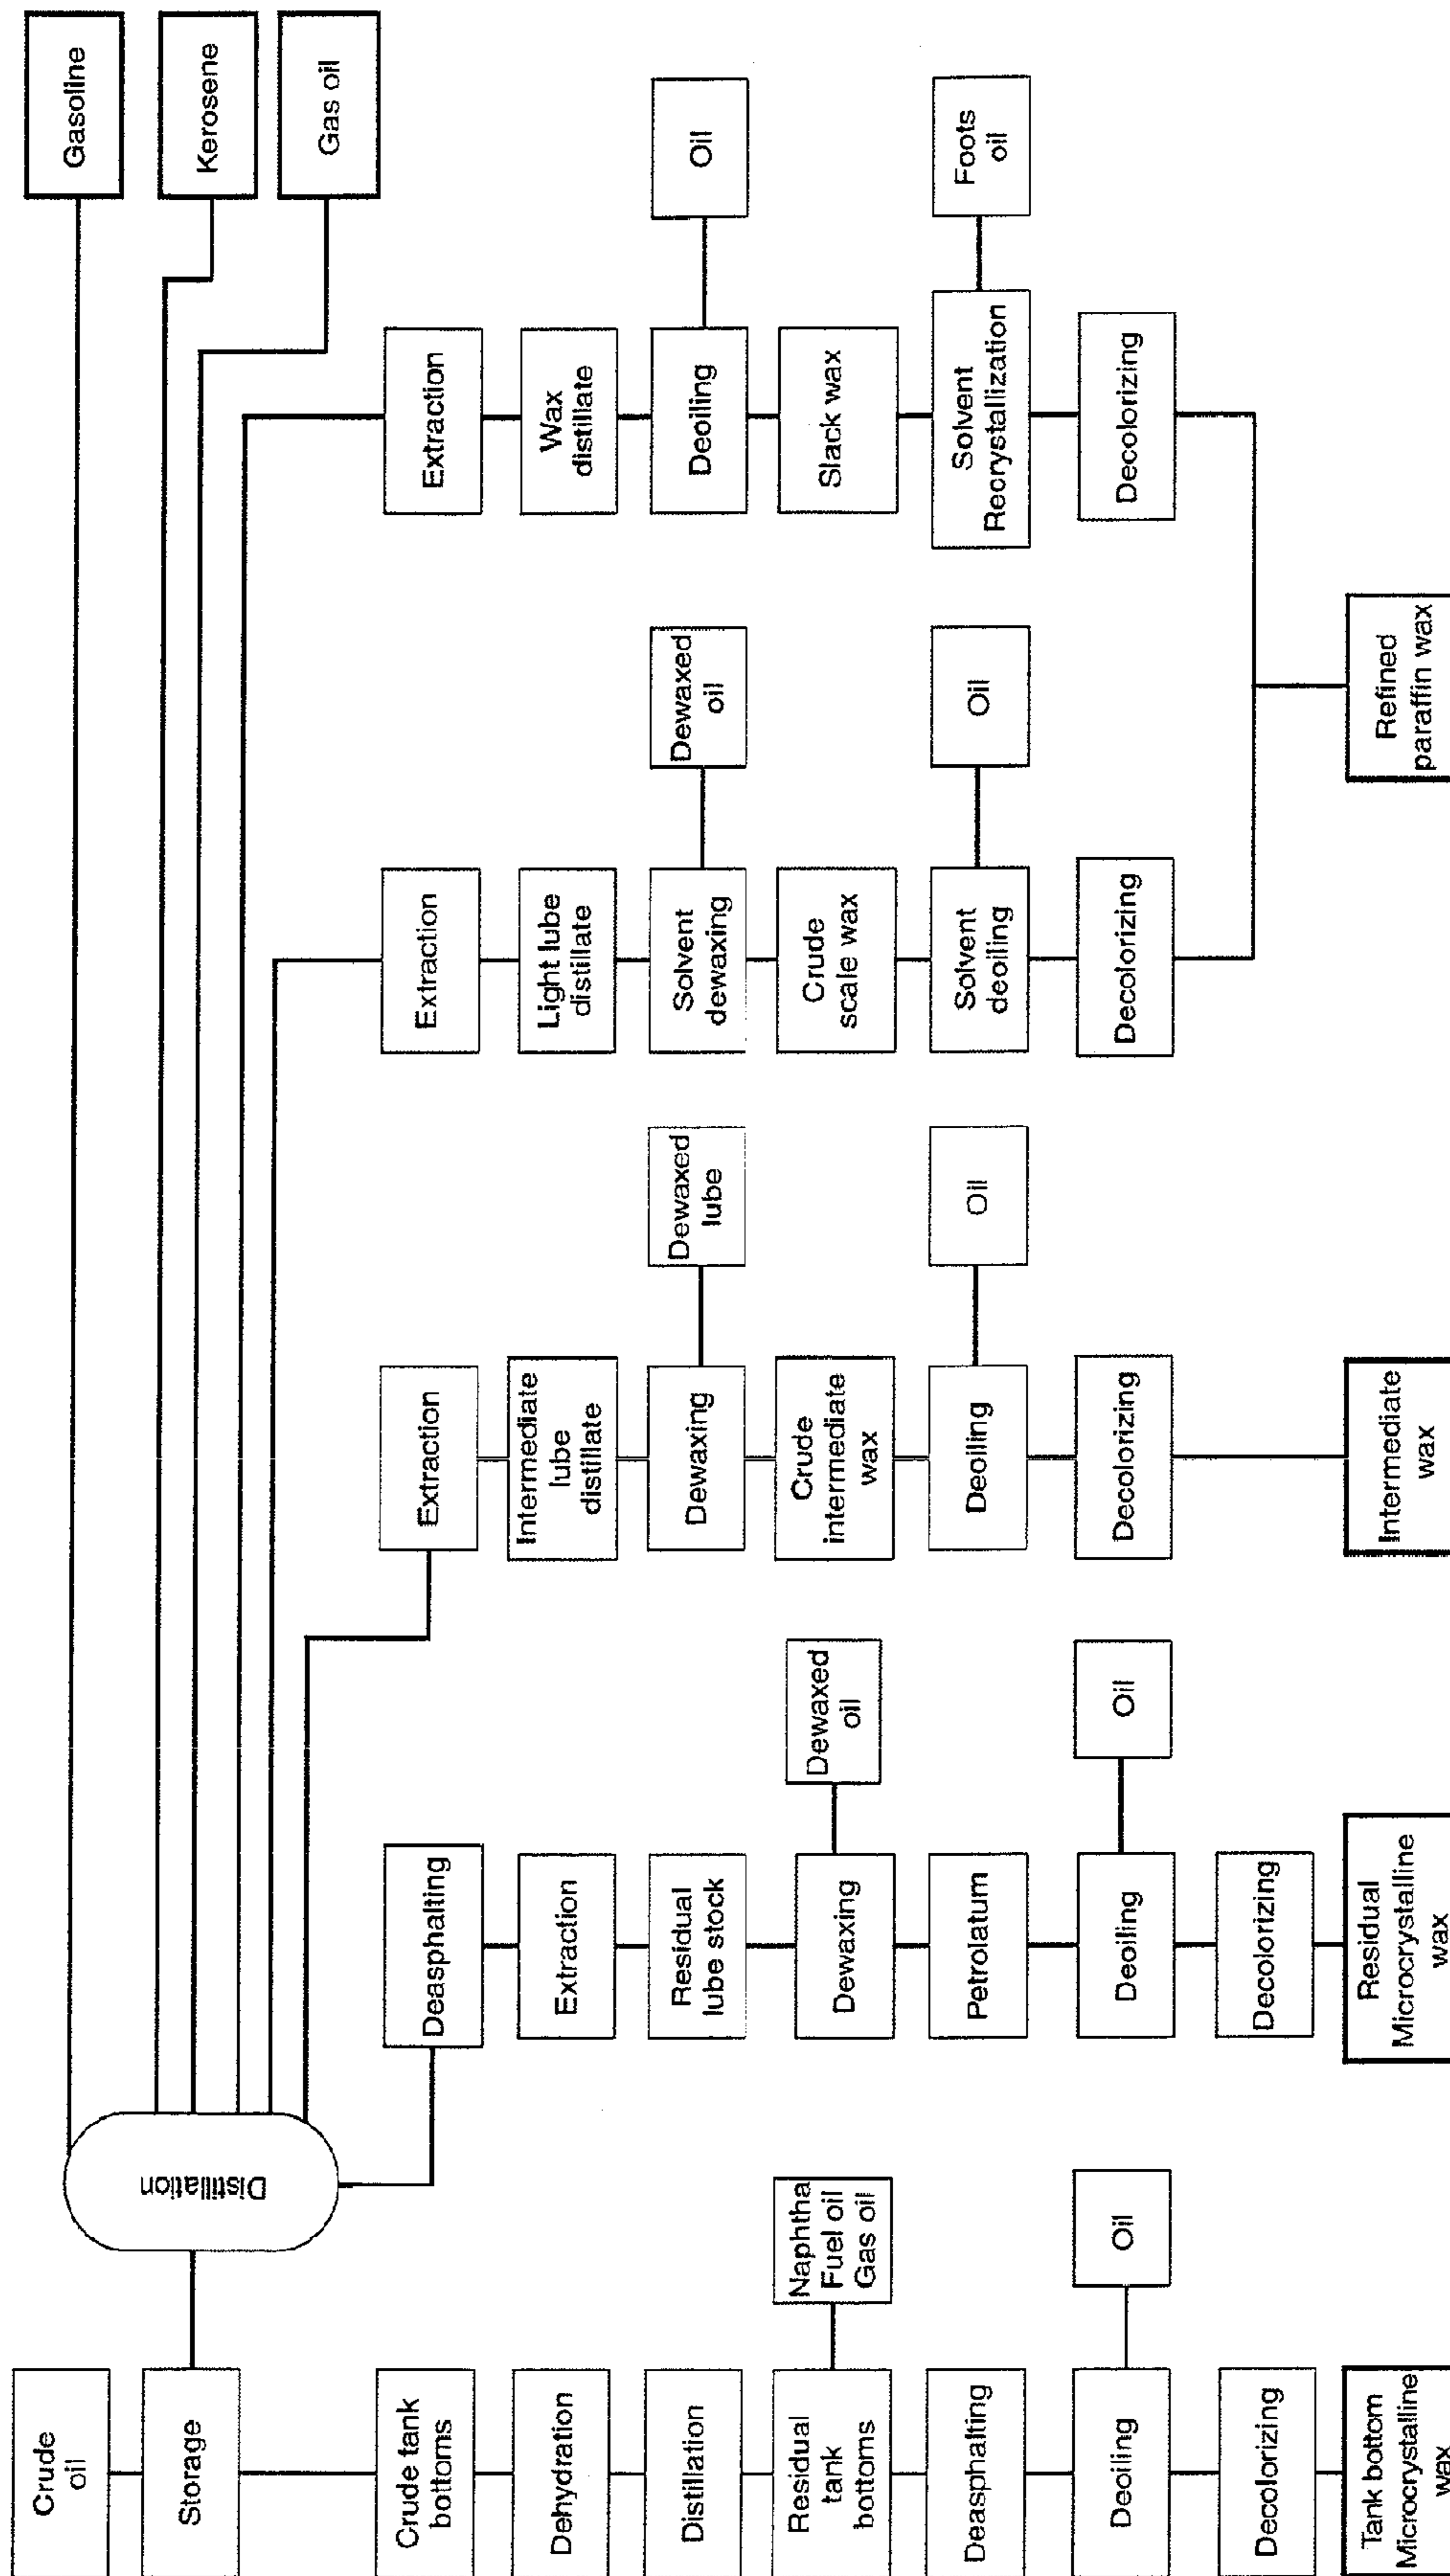 Crude
oil
Storage
Distillation
Gasoline
Kerosene
Gas oil
Crude tank
bottoms
Dehydration
Distillation
Residual
tank
bottoms
Naphtha
Fuel oil
Gas oil
Deasphalting
Deoiling
Oil
Decolorizing
Tank bottom
Microcrystalline
wax
Deasphalting
Extraction
Residual
lube stock
Dewaxing
Dewaxed
oil
Petrolatum
Deoiling
Oil
Decolorizing
Residual
Microcrystalline
wax
Extraction
Intermediate
lube
distillate
Dewaxing
Dewaxed
lube
Crude
intermediate
wax
Deoiling
Oil
Decolorizing
Intermediate
wax
Extraction
Light lube
distillate
Solvent
dewaxing
Dewaxed
oil
Crude
scale wax
Solvent
deoiling
Oil
Decolorizing
Extraction
Wax
distillate
Deoiling
Oil
Slack wax
Solvent
Recrystallization
Foots
oil
Decolorizing
Refined
paraffin wax